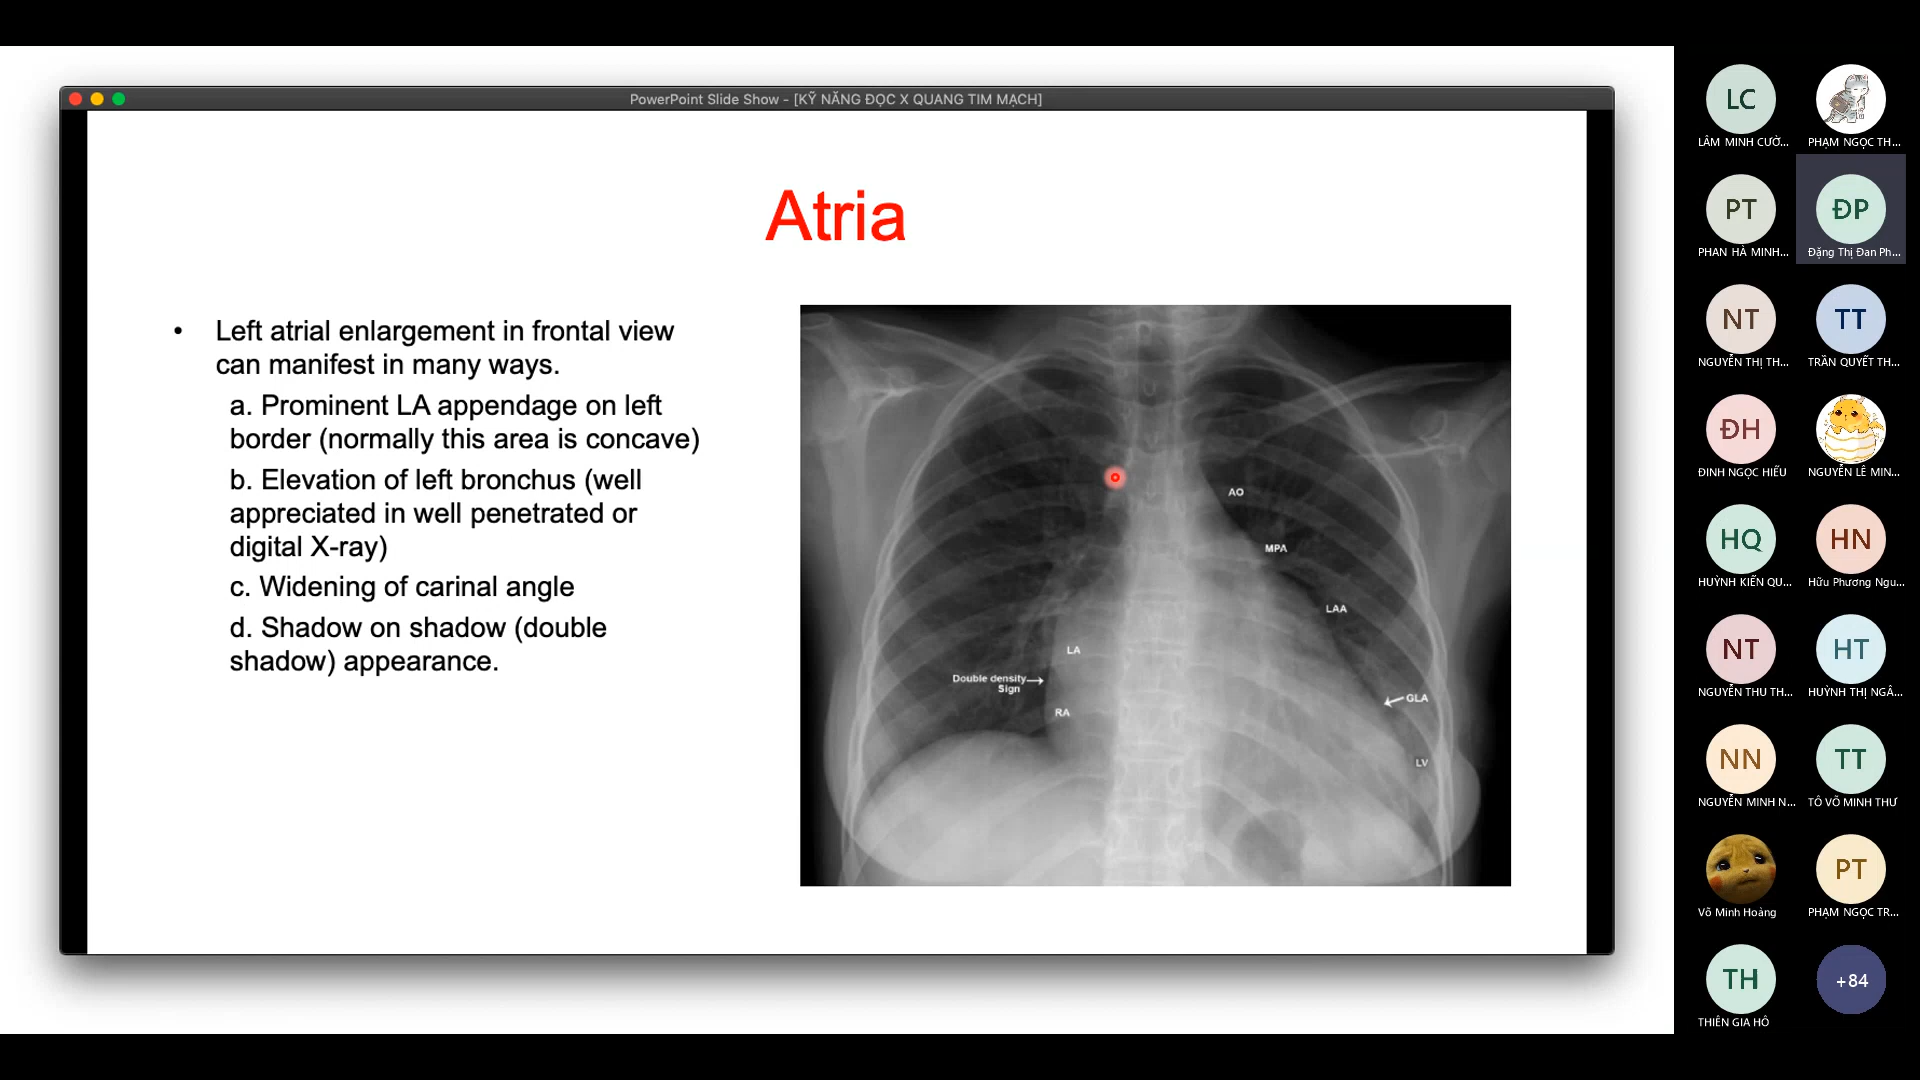 PowerPoint Slide Show - [KỸ NĂNG ĐỌC X QUANG TIM MẠCH]
Atria
• Left atrial enlargement in frontal view
can manifest in many ways.
a. Prominent LA appendage on left
border (normally this area is concave)
b. Elevation of left bronchus (well
appreciated in well penetrated or
digital X-ray)
c. Widening of carinal angle
d. Shadow on shadow (double
shadow) appearance.
AO
MPA
LAA
LA
Double density
Sign
GLA
RA
LV
LC
LÂM MINH CƯỜ...
PHẠM NGỌC TH...
PT
PHAN HÀ MINH...
ĐP
Đặng Thị Đan Ph...
NT
NGUYỄN THỊ TH...
TT
TRẦN QUYẾT TH...
ĐH
ĐINH NGỌC HIẾU
NGUYỄN LÊ MIN...
HQ
HUỲNH KIẾN QU...
HN
Hữu Phương Ngu...
NT
NGUYỄN THU TH...
HT
HUỲNH THỊ NGÂ...
NN
NGUYỄN MINH N...
TT
TÔ VÕ MINH THƯ
Võ Minh Hoàng
PT
PHẠM NGỌC TR...
TH
THIÊN GIA HỒ
+84